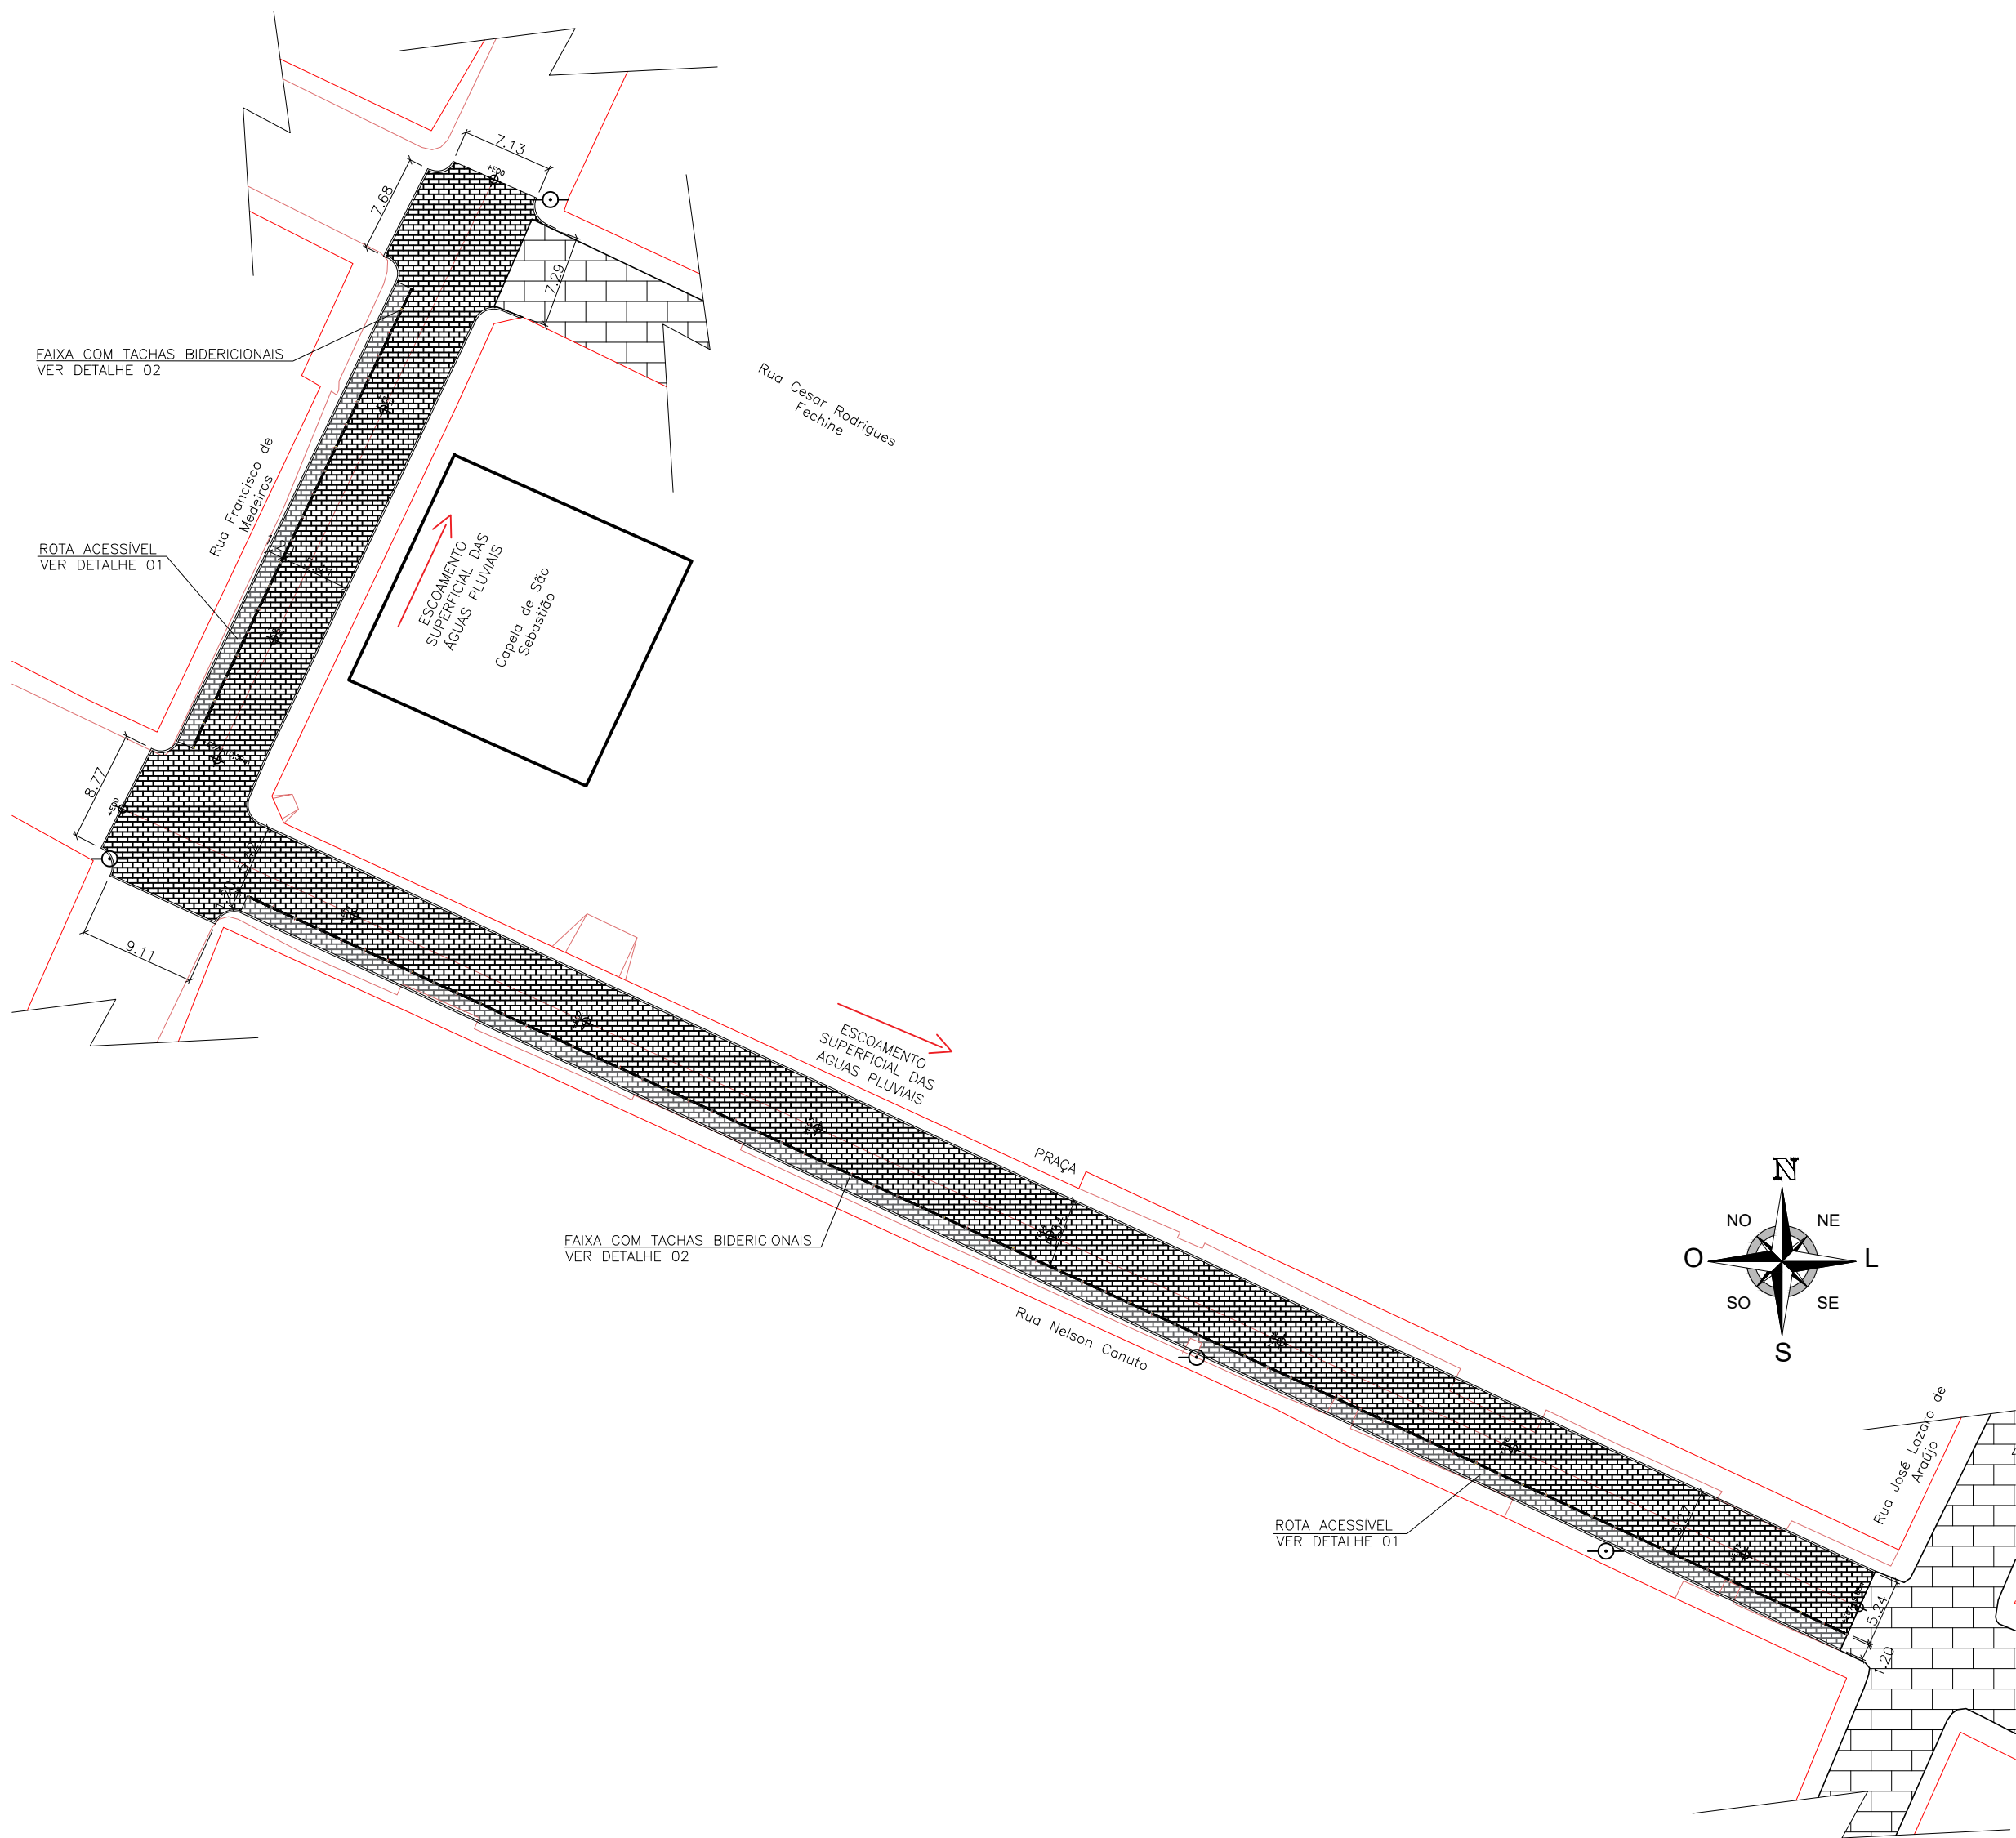 7.13
+E00
7.68
7.29
FAIXA COM TACHAS BIDERICIONAIS
VER DETALHE 02
Rua Cesar Rodrigues
Fechine
Rua Francisco de
Medeiros
ROTA ACESSÍVEL
VER DETALHE 01
ESCOAMENTO
SUPERFICIAL DAS
ÁGUAS PLUVIAIS
Capela de São
Sebastião
8.77
+E00
9.11
ESCOAMENTO
SUPERFICIAL DAS
ÁGUAS PLUVIAIS
PRAÇA
FAIXA COM TACHAS BIDERICIONAIS
VER DETALHE 02
Rua Nelson Canuto
N
NO
NE
O
L
SO
SE
S
Rua José Lazaro de
Araújo
ROTA ACESSÍVEL
VER DETALHE 01
5.24
1.20